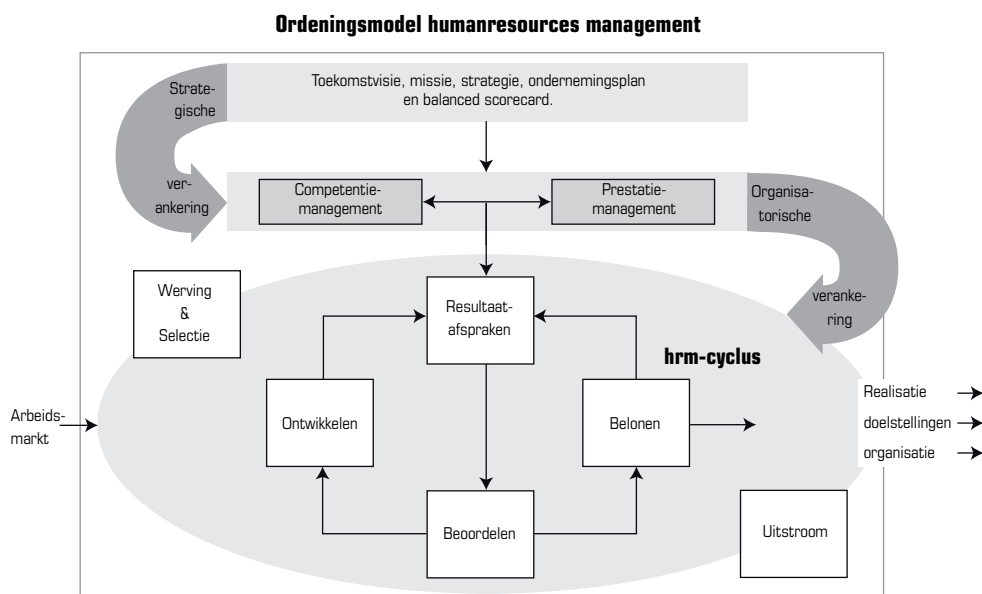 Ordeningsmodel humanresources management
Strate-
gische
Toekomstvisie, missie, strategie, ondernemingsplan
en balanced scorecard.
ver-
ankering
Competentie-
management
Prestatie-
management
Organisa-
torische
veranke-
ring
Werving
&
Selectie
Resultaat-
afspraken
hrm-cyclus
Arbeids-
markt
Ontwikkelen
Belonen
Realisatie
doelstellingen
organisatie
Beoordelen
Uitstroom